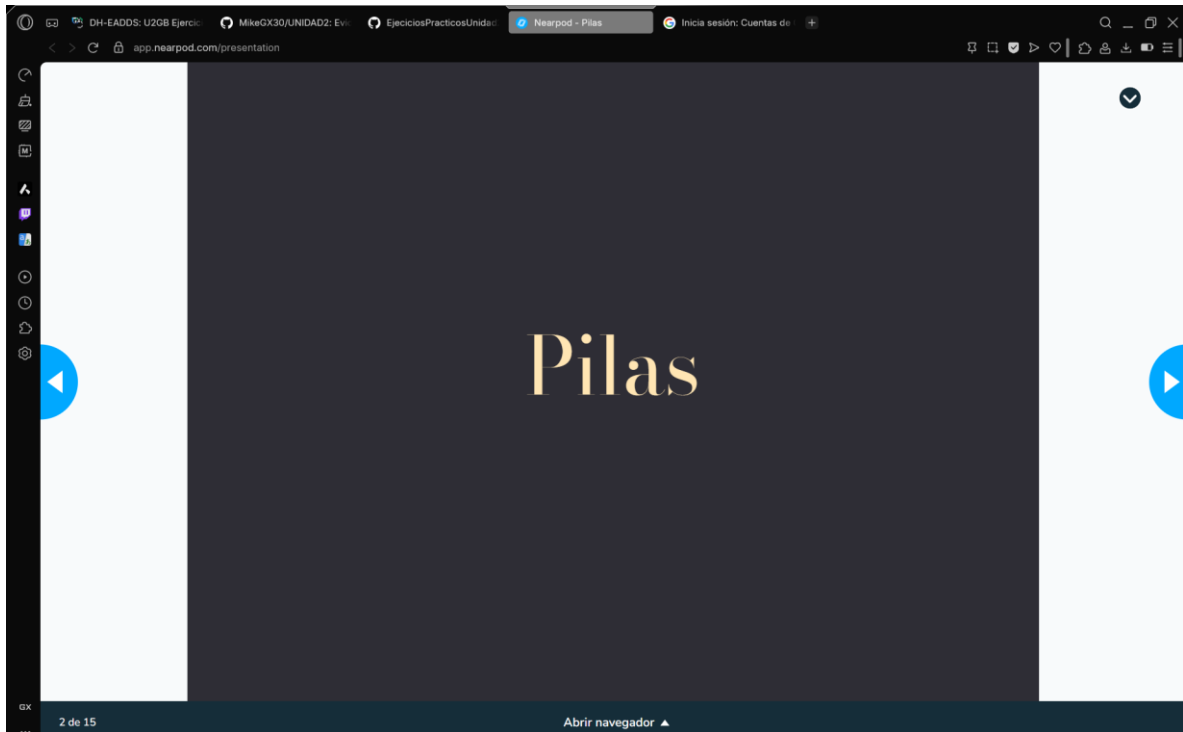 DH-EADDS: U2GB Ejercic
MikeGX30/UNIDAD2: Evi
EjeciciosPracticosUnidad
Nearpod - Pilas
Inicia sesión: Cuentas de
app.nearpod.com/presentation
M
Pilas
GX
2 de 15
Abrir navegador